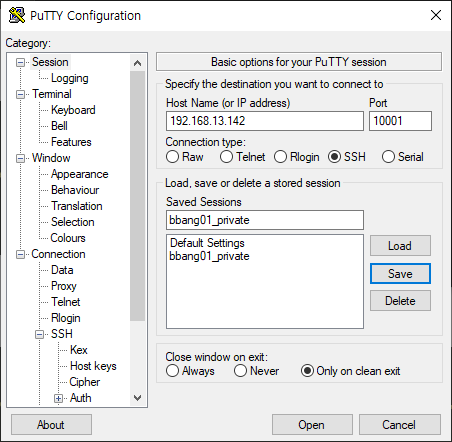 PuTTY Configuration
Category:
Session
Logging
Terminal
Keyboard
Bell
Features
Window
Appearance
Behaviour
Translation
Selection
Colours
Connection
Data
Proxy
Telnet
Rlogin
SSH
Kex
Host keys
Cipher
Auth
Basic options for your PuTTY session
Specify the destination you want to connect to
Host Name (or IP address) Port
192.168.13.142 10001
Connection type:
Raw Telnet Rlogin SSH Serial
Load, save or delete a stored session
Saved Sessions
bbang01_private
Default Settings
bbang01_private
Load
Save
Delete
Close window on exit:
Always Never Only on clean exit
About Open Cancel